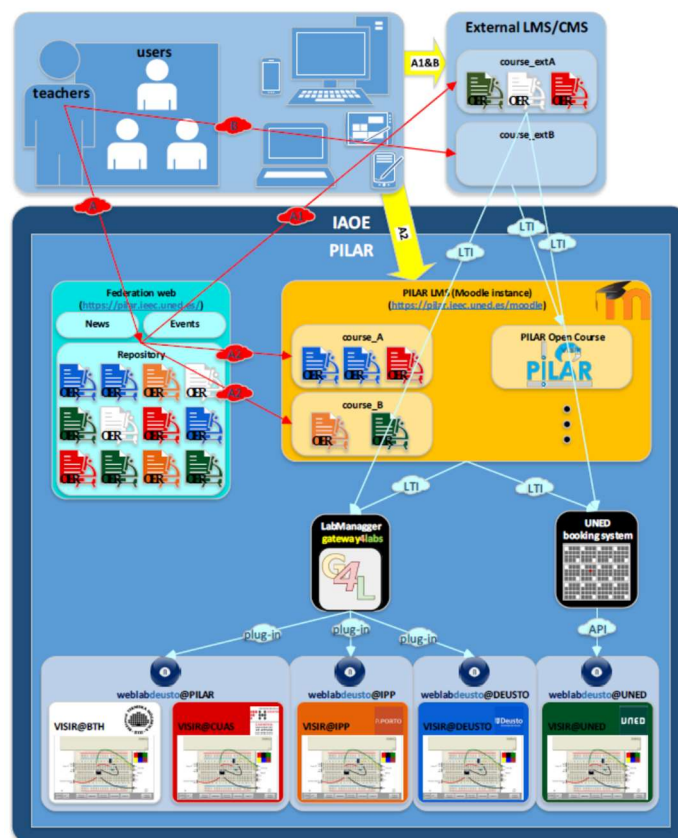 users
teachers
A1&B
External LMS/CMS
course_extA
OER OER OER
course_extB
B
A
A1
A2
IAOE
PILAR
LTI
LTI
LTI
Federation web
(https://pilar.ieec.uned.es/)
News Events
Repository
OER OER OER OER
OER OER OER OER
OER OER OER OER
PILAR LMS (Moodle instance)
(https://pilar.ieec.uned.es/moodle)
course_A
OER OER OER
A2
course_B
OER OER
A2
PILAR Open Course
PILAR
LTI
LTI
LabManagger
gateway4labs
G4L
UNED
booking system
plug-in
plug-in
plug-in
API
weblabdeusto@PILAR
weblabdeusto@IPP
weblabdeusto@DEUSTO
weblabdeusto@UNED
VISIR@BTH
VISIR@CUAS
VISIR@IPP
P.PORTO
VISIR@DEUSTO
Deusto
VISIR@UNED
UNED